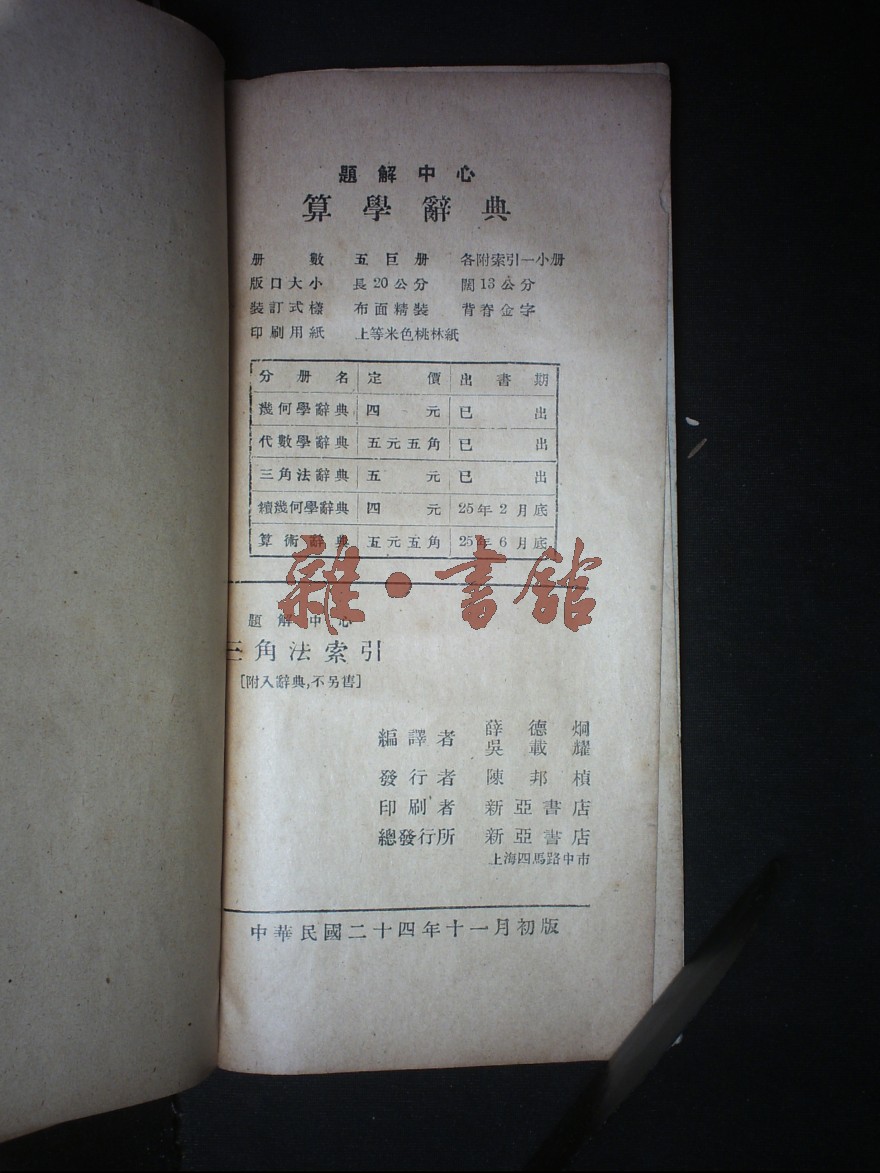 題解中心
算學辭典
册數 五巨册 各附索引一小册
版口大小 長20公分 闊13公分
裝訂式樣 布面精裝 背脊金字
印刷用紙 上等米色桃林紙
分册名 定價 出書期
幾何學辭典 四元 已出
代數學辭典 五元五角 已出
三角法辭典 五元 已出
續幾何學辭典 四元 25年2月底
算術辭典 五元五角 25年6月底
雜·書館
題解中心
三角法索引
[附入辭典,不另售]
編譯者 薛德炯
吳載耀
發行者 陳邦楨
印刷者 新亞書店
總發行所 新亞書店
上海四馬路中市
中華民國二十四年十一月初版